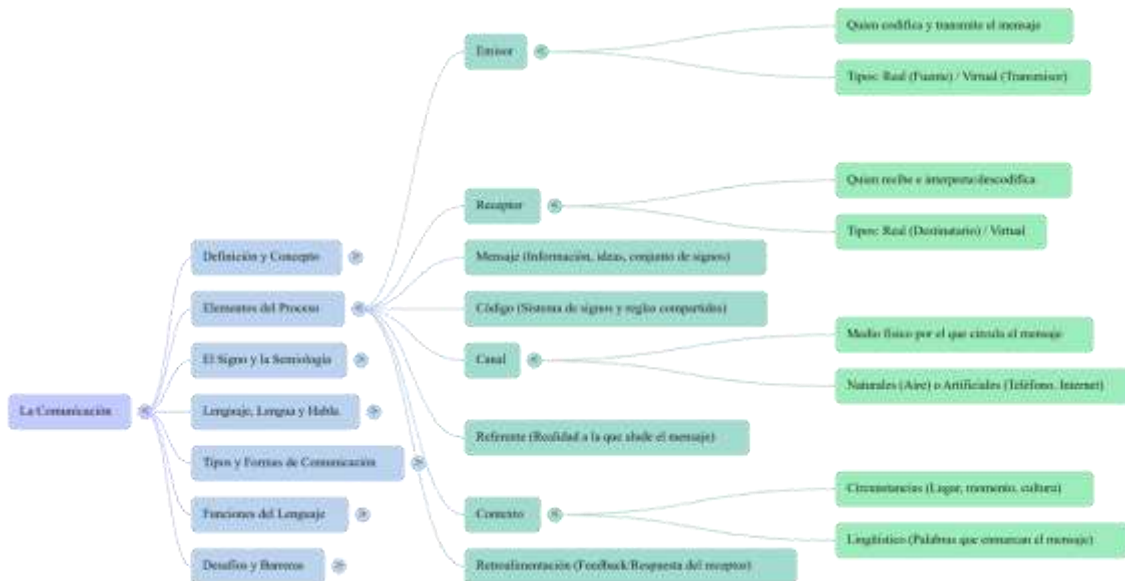 La Comunicación
Definición y Concepto
Elementos del Proceso
El Signo y la Semiología
Lenguaje, Lengua y Habla
Tipos y Formas de Comunicación
Funciones del Lenguaje
Desafíos y Barreras
Emisor
Quien codifica y transmite el mensaje
Tipos: Real (Fuente) / Virtual (Transmisor)
Receptor
Quien recibe e interpreta/descodifica
Tipos: Real (Destinatario) / Virtual
Mensaje (Información, ideas, conjunto de signos)
Código (Sistema de signos y reglas compartidas)
Canal
Medio físico por el que circula el mensaje
Naturales (Aire) o Artificiales (Teléfono, Internet)
Referente (Realidad a la que alude el mensaje)
Contexto
Circunstancias (Lugar, momento, cultura)
Lingüístico (Palabras que enmarcan el mensaje)
Retroalimentación (Feedback/Respuesta del receptor)